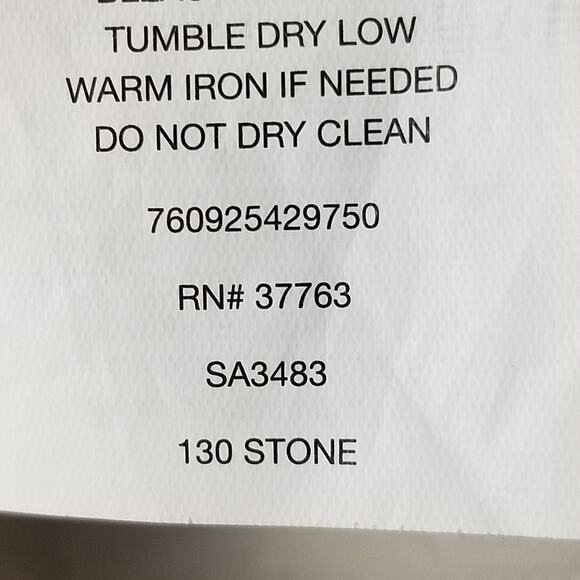 TUMBLE DRY LOW
WARM IRON IF NEEDED
DO NOT DRY CLEAN
760925429750
RN# 37763
SA3483
130 STONE